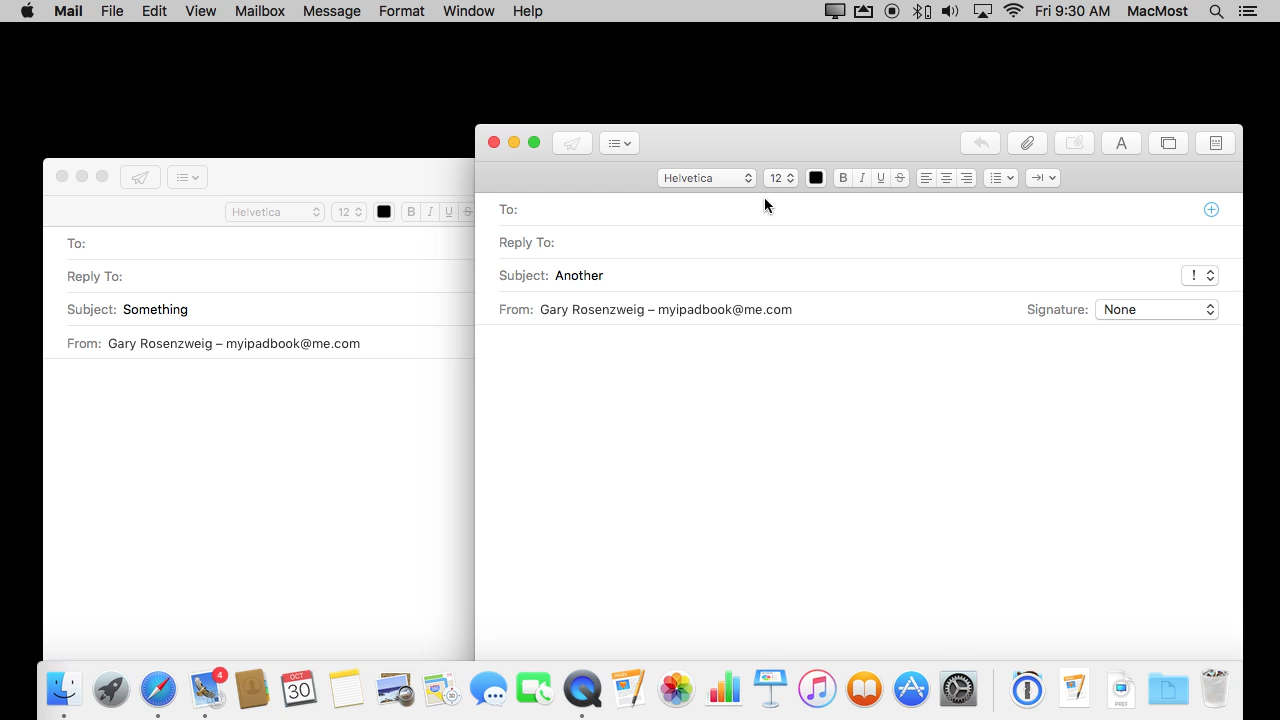 Mail File Edit View Mailbox Message Format Window Help Fri 9:30 AM MacMost
Helvetica 12 B I U S
To:
Reply To:
Subject: Another !
From: Gary Rosenzweig – myipadbook@me.com Signature: None
Helvetica 12 B I U S
To:
Reply To:
Subject: Something
From: Gary Rosenzweig – myipadbook@me.com
4
OCT
30